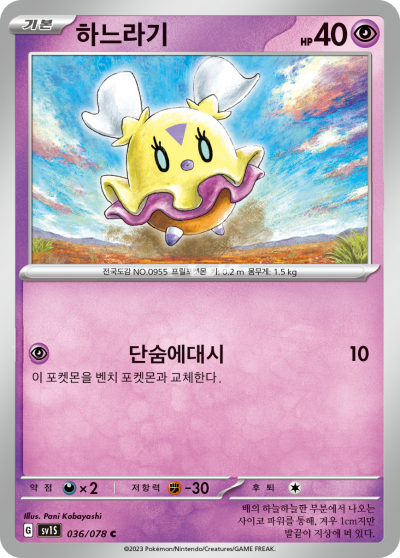 기본 하느라기 HP 40
전국도감 NO.0955 프릴포켓몬 키: 0.2 m 몸무게: 1.5 kg
단숨에대시 10
이 포켓몬을 벤치 포켓몬과 교체한다.
약점 ×2 저항력 -30 후퇴
Illus. Pani Kobayashi
G sv1S 036/078 C
배의 하늘하늘한 부분에서 나오는
사이코 파워를 통해, 겨우 1cm지만
발끝이 지상에 떠 있다.
©2023 Pokémon/Nintendo/Creatures/GAME FREAK.